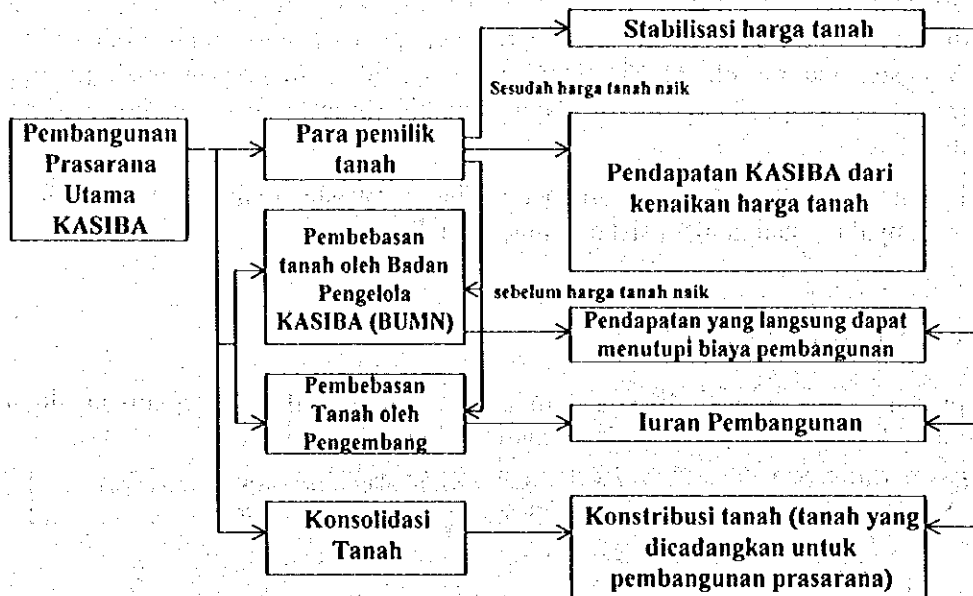 Stabilisasi harga tanah
Sesudah harga tanah naik
Pembangunan
Prasarana
Utama
KASIBA
Para pemilik
tanah
Pendapatan KASIBA dari
kenaikan harga tanah
Pembebasan
tanah oleh Badan
Pengelola
KASIBA (BUMN)
sebelum harga tanah naik
Pendapatan yang langsung dapat
menutupi biaya pembangunan
Pembebasan
Tanah oleh
Pengembang
Iuran Pembangunan
Konsolidasi
Tanah
Konstribusi tanah (tanah yang
dicadangkan untuk
pembangunan prasarana)